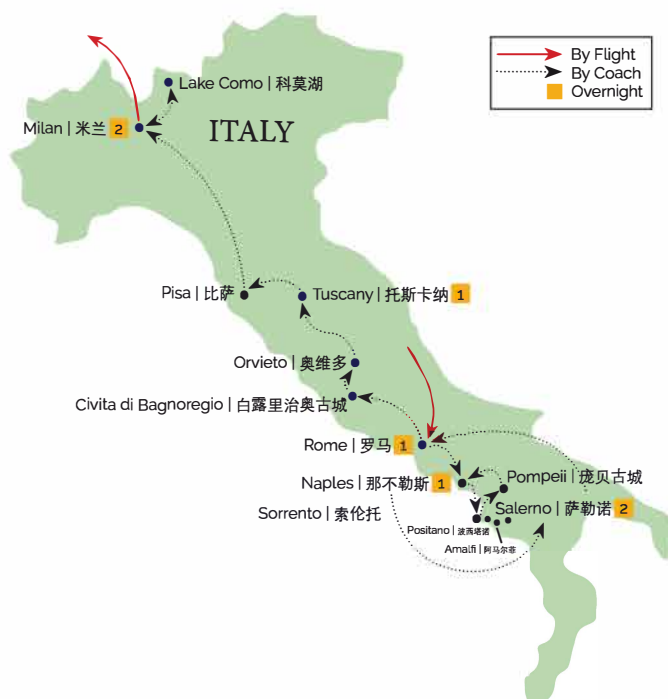 By Flight
By Coach
Overnight
Lake Como | 科莫湖
Milan | 米兰 2
ITALY
Pisa | 比萨
Tuscany | 托斯卡纳 1
Orvieto | 奥维多
Civita di Bagnoregio | 白露里治奥古城
Rome | 罗马 1
Naples | 那不勒斯 1
Pompeii | 庞贝古城
Sorrento | 索伦托
Salerno | 萨勒诺 2
Positano | 波西塔诺
Amalfi | 阿马尔菲